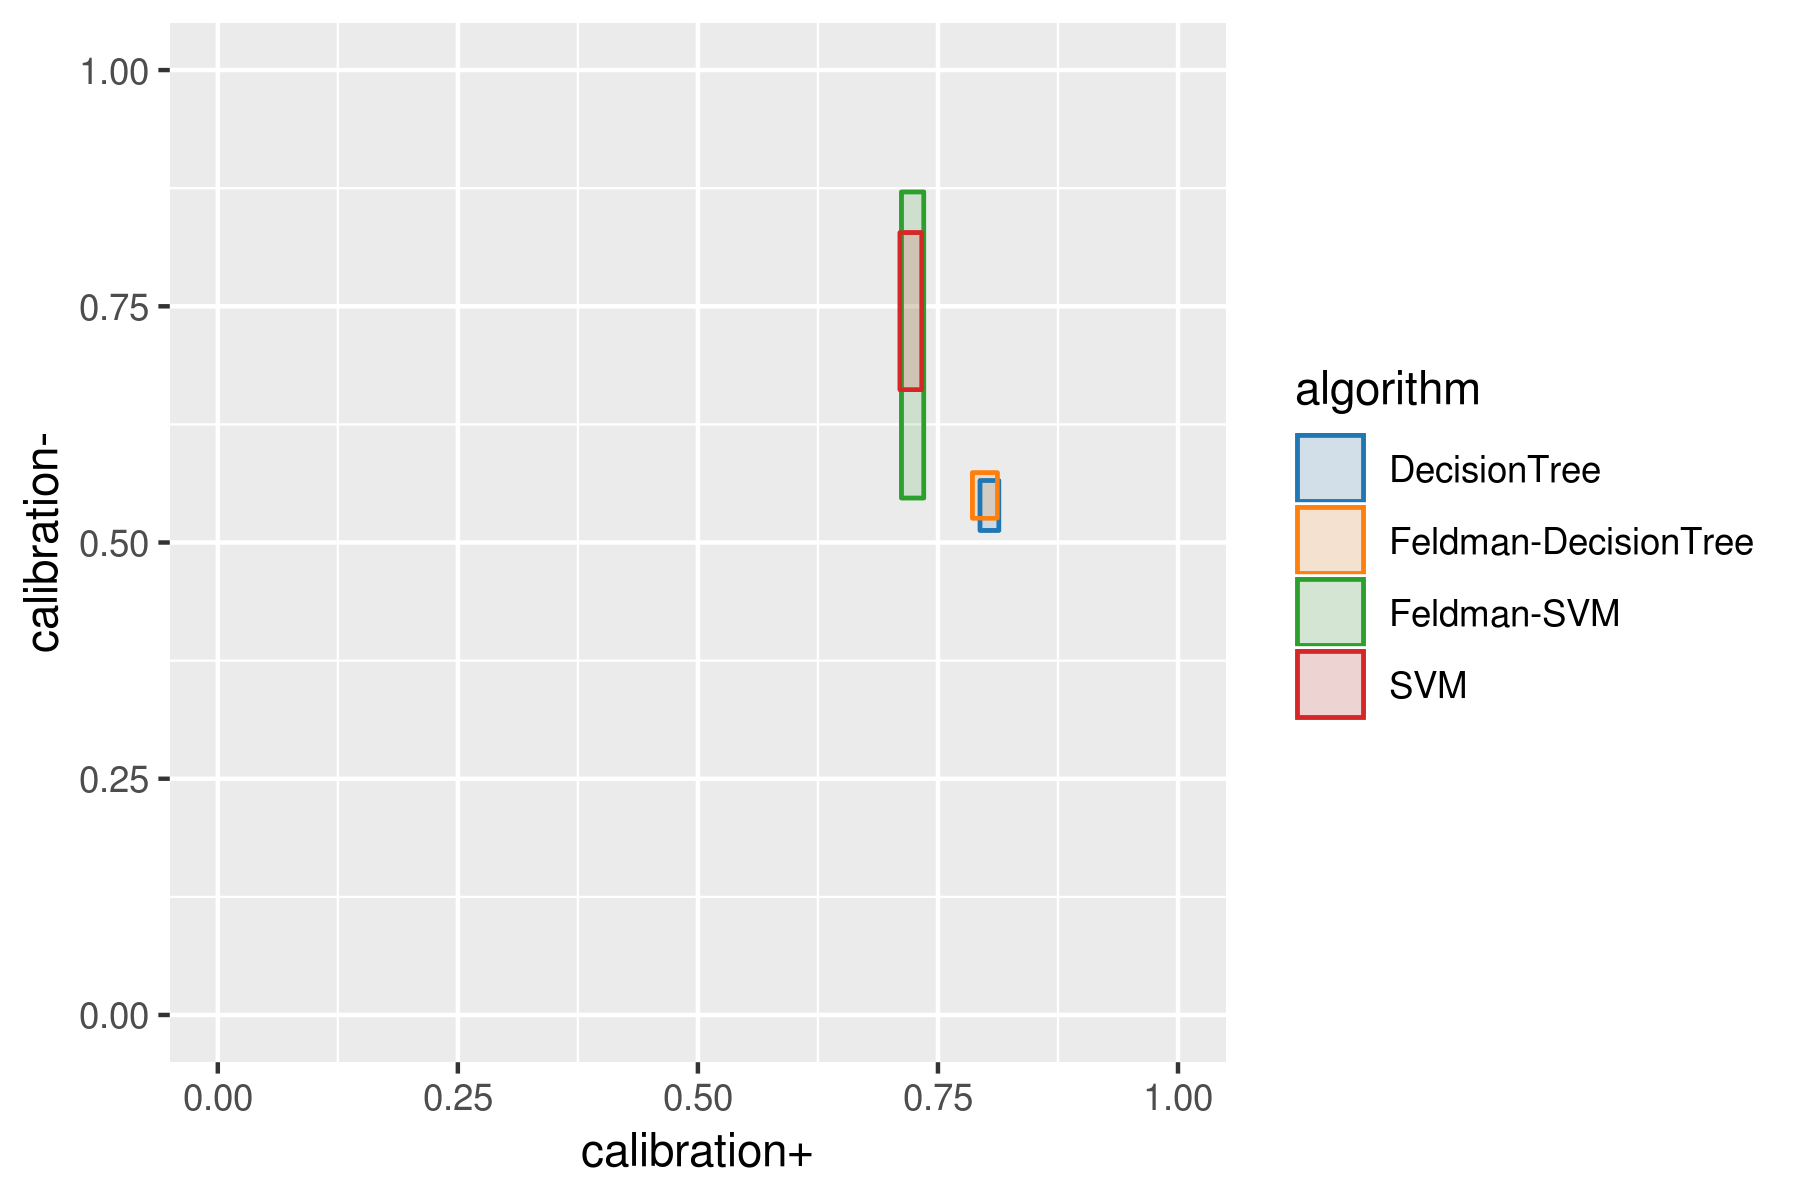 1.00
0.75
0.50
0.25
0.00
calibration-
0.00 0.25 0.50 0.75 1.00
calibration+
algorithm
DecisionTree
Feldman-DecisionTree
Feldman-SVM
SVM